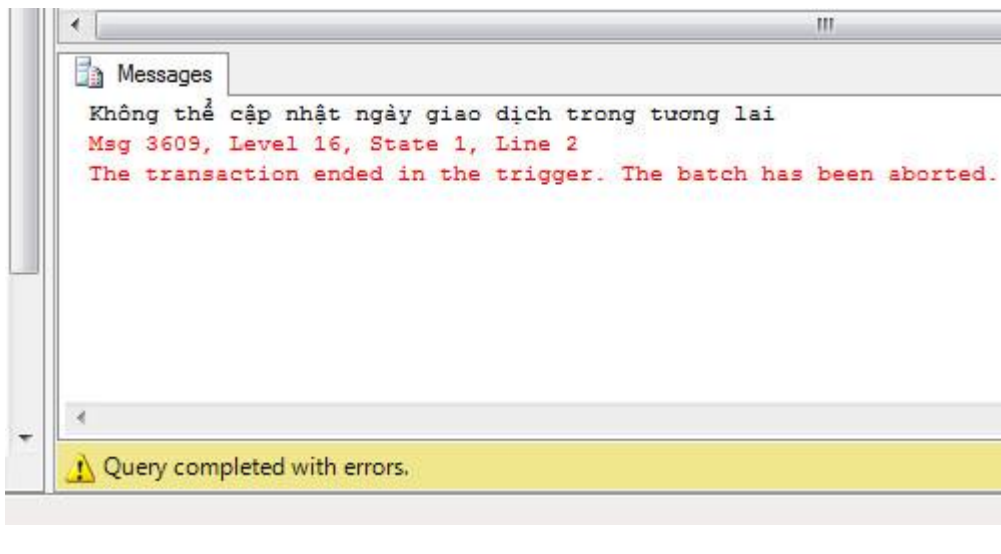 Messages
Không thể cập nhật ngày giao dịch trong tương lai
Msg 3609, Level 16, State 1, Line 2
The transaction ended in the trigger. The batch has been aborted.
Query completed with errors.